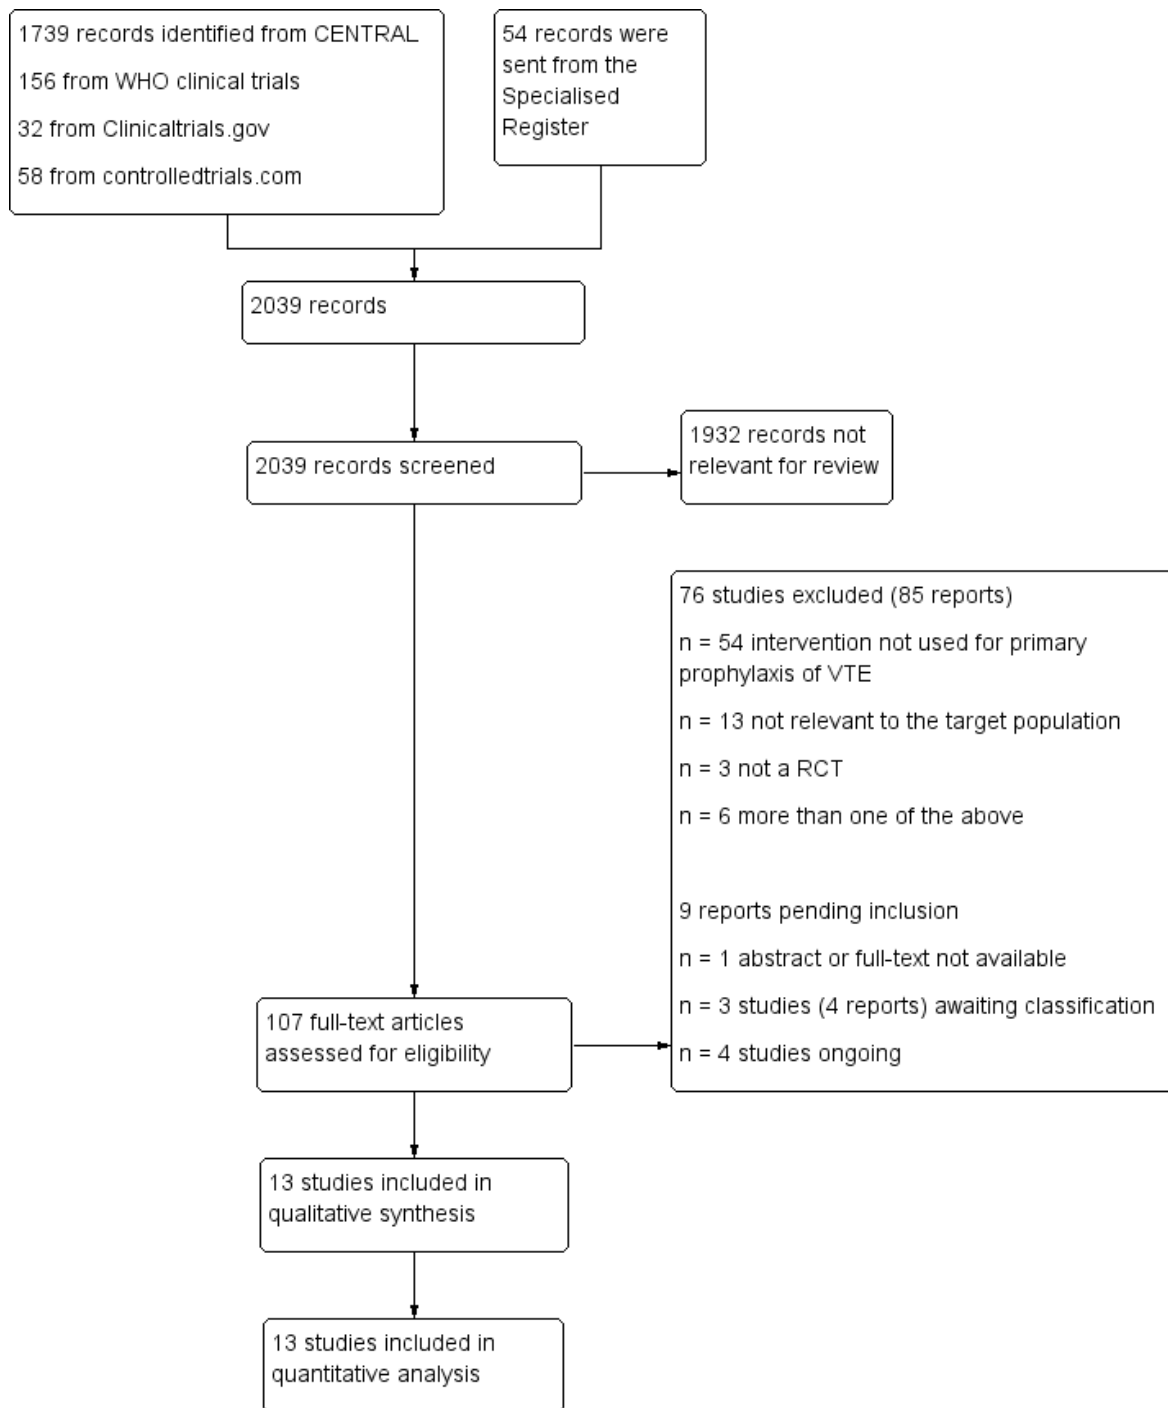 1739 records identified from CENTRAL
156 from WHO clinical trials
32 from Clinicaltrials.gov
58 from controlledtrials.com
54 records were
sent from the
Specialised
Register
2039 records
2039 records screened
1932 records not
relevant for review
76 studies excluded (85 reports)
n = 54 intervention not used for primary
prophylaxis of VTE
n = 13 not relevant to the target population
n = 3 not a RCT
n = 6 more than one of the above
9 reports pending inclusion
n = 1 abstract or full-text not available
n = 3 studies (4 reports) awaiting classification
n = 4 studies ongoing
107 full-text articles
assessed for eligibility
13 studies included in
qualitative synthesis
13 studies included in
quantitative analysis